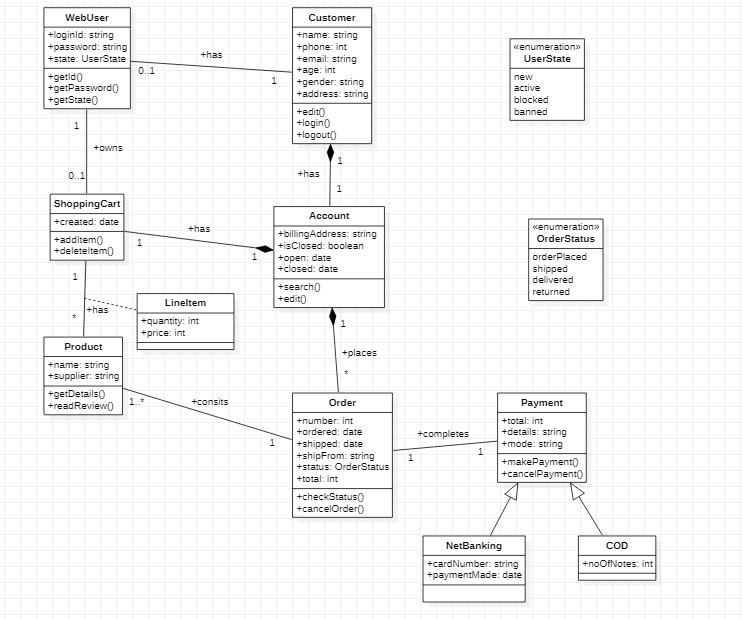 WebUser
+loginId: string
+password: string
+state: UserState
+getId()
+getPassword()
+getState()
+has
0..1
1
Customer
+name: string
+phone: int
+email: string
+age: int
+gender: string
+address: string
+edit()
+login()
+logout()
«enumeration»
UserState
new
active
blocked
banned
1
+owns
0..1
1
+has
1
ShoppingCart
+created: date
+addItem()
+deleteItem()
+has
1
1
Account
+billingAddress: string
+isClosed: boolean
+open: date
+closed: date
+search()
+edit()
«enumeration»
OrderStatus
orderPlaced
shipped
delivered
returned
1
+has
*
LineItem
+quantity: int
+price: int
1
+places
*
Product
+name: string
+supplier: string
+getDetails()
+readReview()
1..*
+consits
1
Order
+number: int
+ordered: date
+shipped: date
+shipFrom: string
+status: OrderStatus
+total: int
+checkStatus()
+cancelOrder()
+completes
1
1
Payment
+total: int
+details: string
+mode: string
+makePayment()
+cancelPayment()
NetBanking
+cardNumber: string
+paymentMade: date
COD
+noOfNotes: int